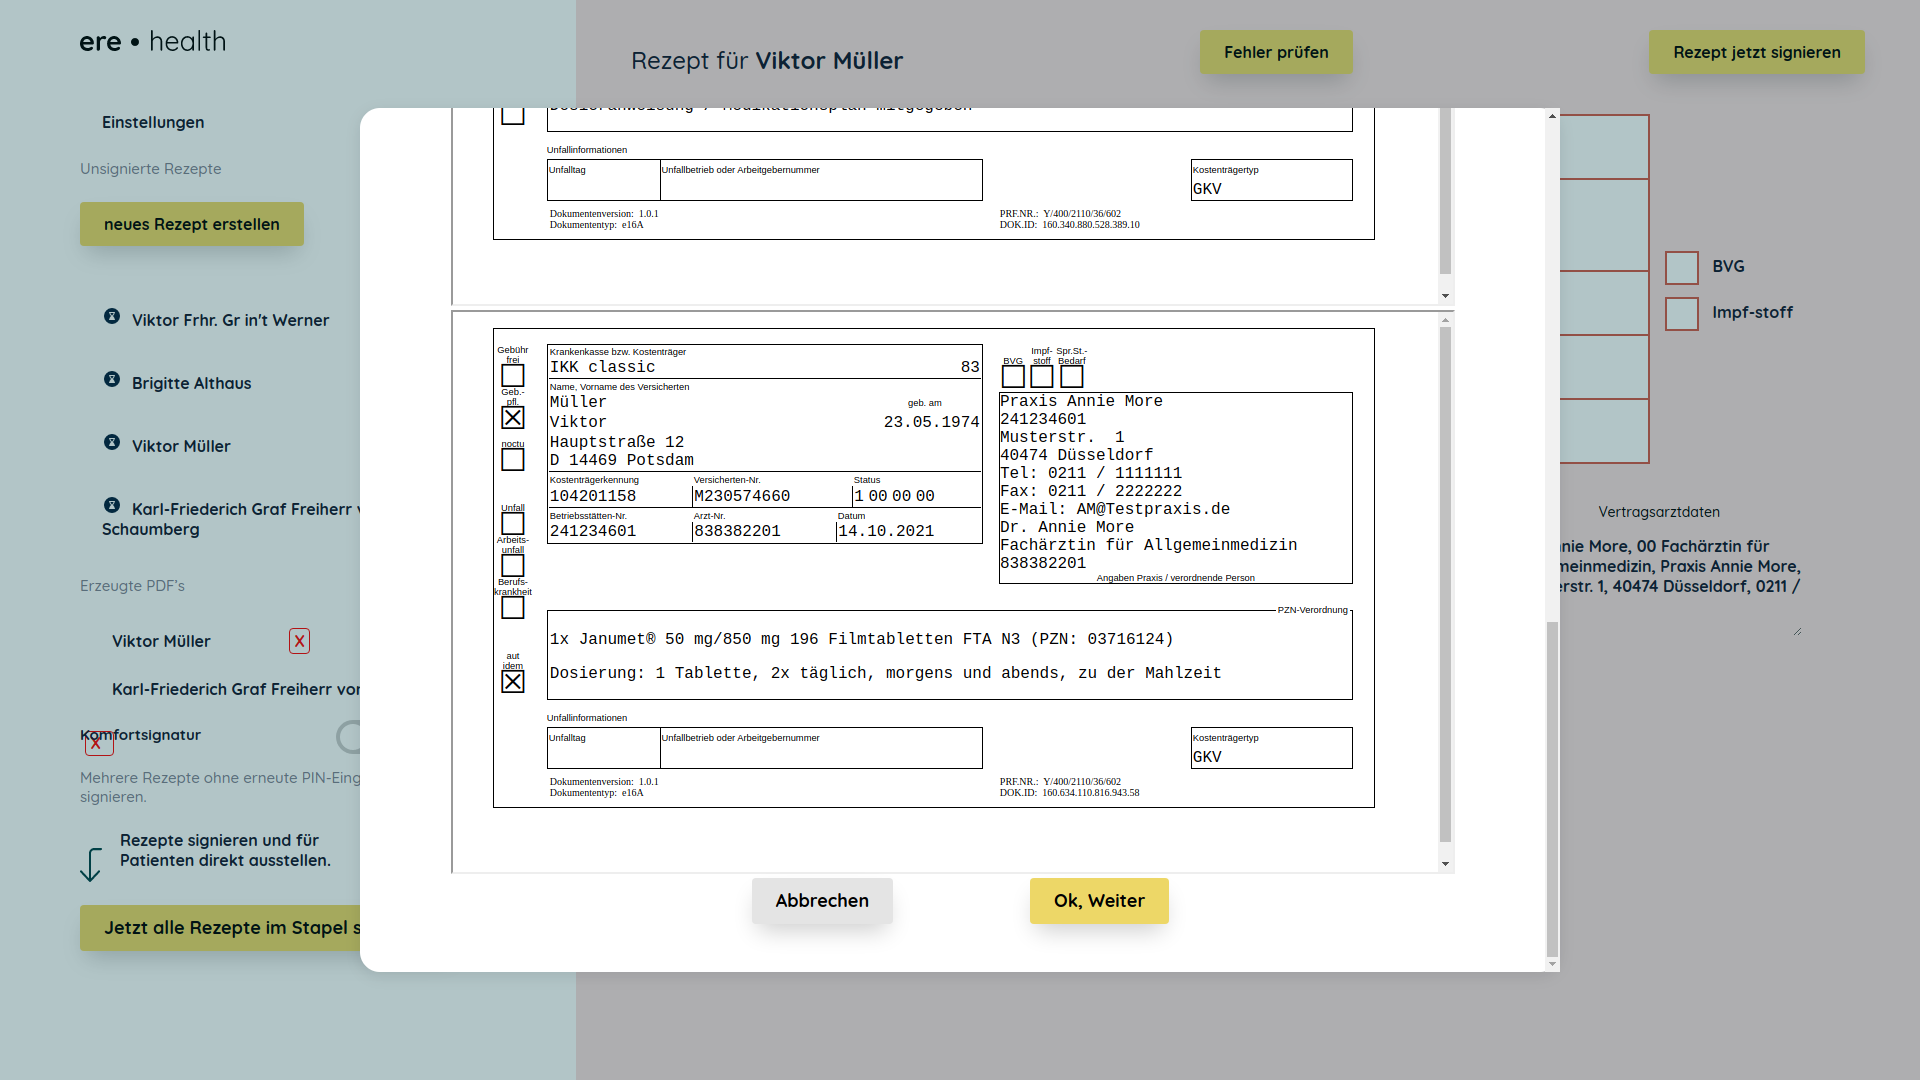 ere • health
Einstellungen
Unsignierte Rezepte
neues Rezept erstellen
Viktor Frhr. Gr in't Werner
Brigitte Althaus
Viktor Müller
Karl-Friederich Graf Freiherr
Schaumberg
Erzeugte PDF's
Viktor Müller
X
Karl-Friederich Graf Freiherr von
Komfortsignatur
X
Mehrere Rezepte ohne erneute PIN-Eing
signieren.
Rezepte signieren und für
Patienten direkt ausstellen.
Jetzt alle Rezepte im Stapel s
Rezept für Viktor Müller
Fehler prüfen
Rezept jetzt signieren
Dosieranweisung / Medikationsplan mitgegeben
Unfallinformationen
Unfalltag
Unfallbetrieb oder Arbeitgebernummer
Kostenträgertyp
GKV
Dokumentenversion: 1.0.1
Dokumententyp: e16A
PRF.NR.: Y/400/2110/36/602
DOK.ID: 160.340.880.528.389.10
Gebühr
frei
Geb.-
pfl.
noctu
Unfall
Arbeits-
unfall
Berufs-
krankheit
aut
idem
Krankenkasse bzw. Kostenträger
IKK classic 83
Name, Vorname des Versicherten
Müller
geb. am
Viktor 23.05.1974
Hauptstraße 12
D 14469 Potsdam
Kostenträgerkennung Versicherten-Nr. Status
104201158 M230574660 1 00 00 00
Betriebsstätten-Nr. Arzt-Nr. Datum
241234601 838382201 14.10.2021
BVG
Impf-
stoff
Spr.St.-
Bedarf
Praxis Annie More
241234601
Musterstr. 1
40474 Düsseldorf
Tel: 0211 / 1111111
Fax: 0211 / 2222222
E-Mail: AM@Testpraxis.de
Dr. Annie More
Fachärztin für Allgemeinmedizin
838382201
Angaben Praxis / verordnende Person
PZN-Verordnung
1x Janumet® 50 mg/850 mg 196 Filmtabletten FTA N3 (PZN: 03716124)
Dosierung: 1 Tablette, 2x täglich, morgens und abends, zu der Mahlzeit
Unfallinformationen
Unfalltag
Unfallbetrieb oder Arbeitgebernummer
Kostenträgertyp
GKV
Dokumentenversion: 1.0.1
Dokumententyp: e16A
PRF.NR.: Y/400/2110/36/602
DOK.ID: 160.634.110.816.943.58
Abbrechen
Ok, Weiter
BVG
Impf-stoff
Vertragsarztdaten
nie More, 00 Fachärztin für
meinmedizin, Praxis Annie More,
erstr. 1, 40474 Düsseldorf, 0211 /